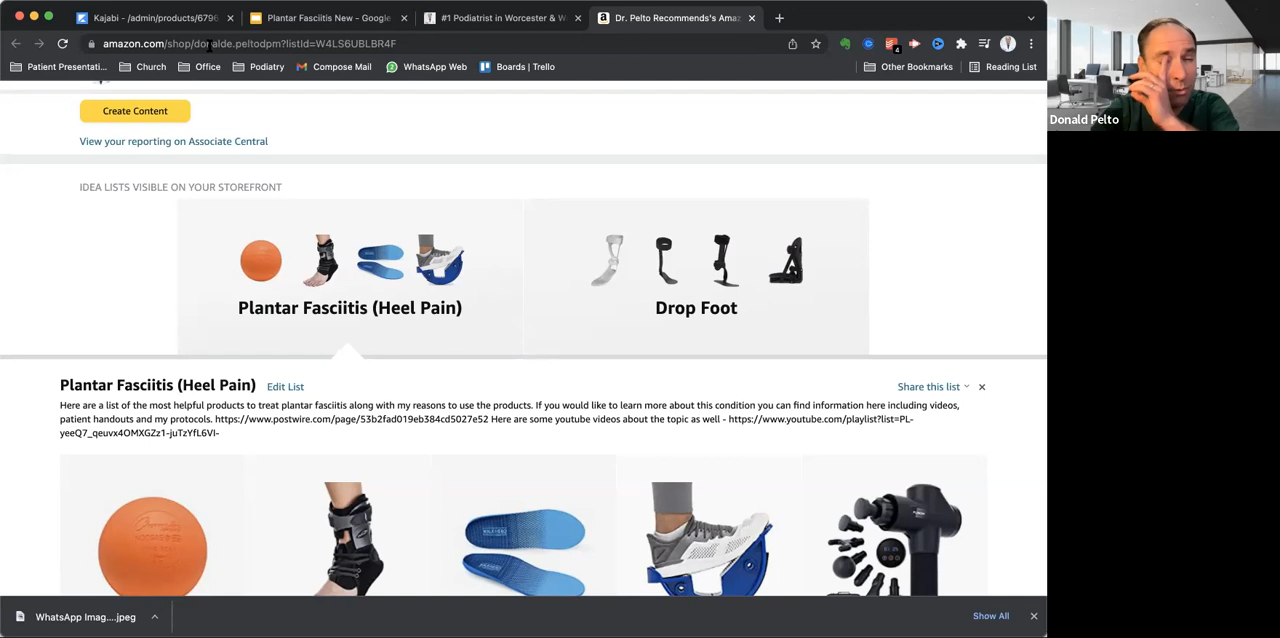 Kajabi - /admin/products/6796
Plantar Fasciitis New - Google
#1 Podiatrist in Worcester & W
Dr. Pelto Recommends's Amaz
amazon.com/shop/donalde.peltodpm?listId=W4LS6UBLBR4F
4
Patient Presentati...
Church
Office
Podiatry
Compose Mail
WhatsApp Web
Boards | Trello
Other Bookmarks
Reading List
Donald Pelto
Create Content
View your reporting on Associate Central
IDEA LISTS VISIBLE ON YOUR STOREFRONT
Plantar Fasciitis (Heel Pain)
Drop Foot
Plantar Fasciitis (Heel Pain) Edit List
Share this list
Here are a list of the most helpful products to treat plantar fasciitis along with my reasons to use the products. If you would like to learn more about this condition you can find information here including videos,
patient handouts and my protocols. https://www.postwire.com/page/53b2fad019eb384cd5027e52 Here are some youtube videos about the topic as well - https://www.youtube.com/playlist?list=PL-
yeeQ7_qeuvx4OMXGZz1-juTzYfL6VI-
WhatsApp Imag....jpeg
Show All